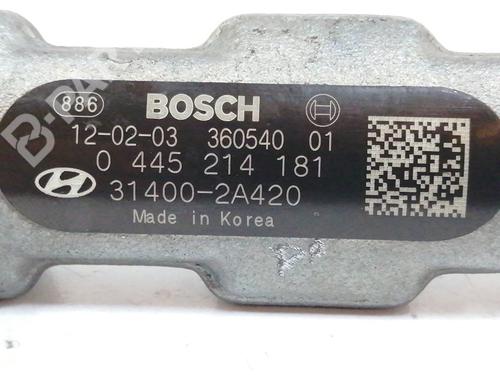 886 BOSCH
12-02-03 360540 01
0 445 214 181
31400-2A420
Made in Korea